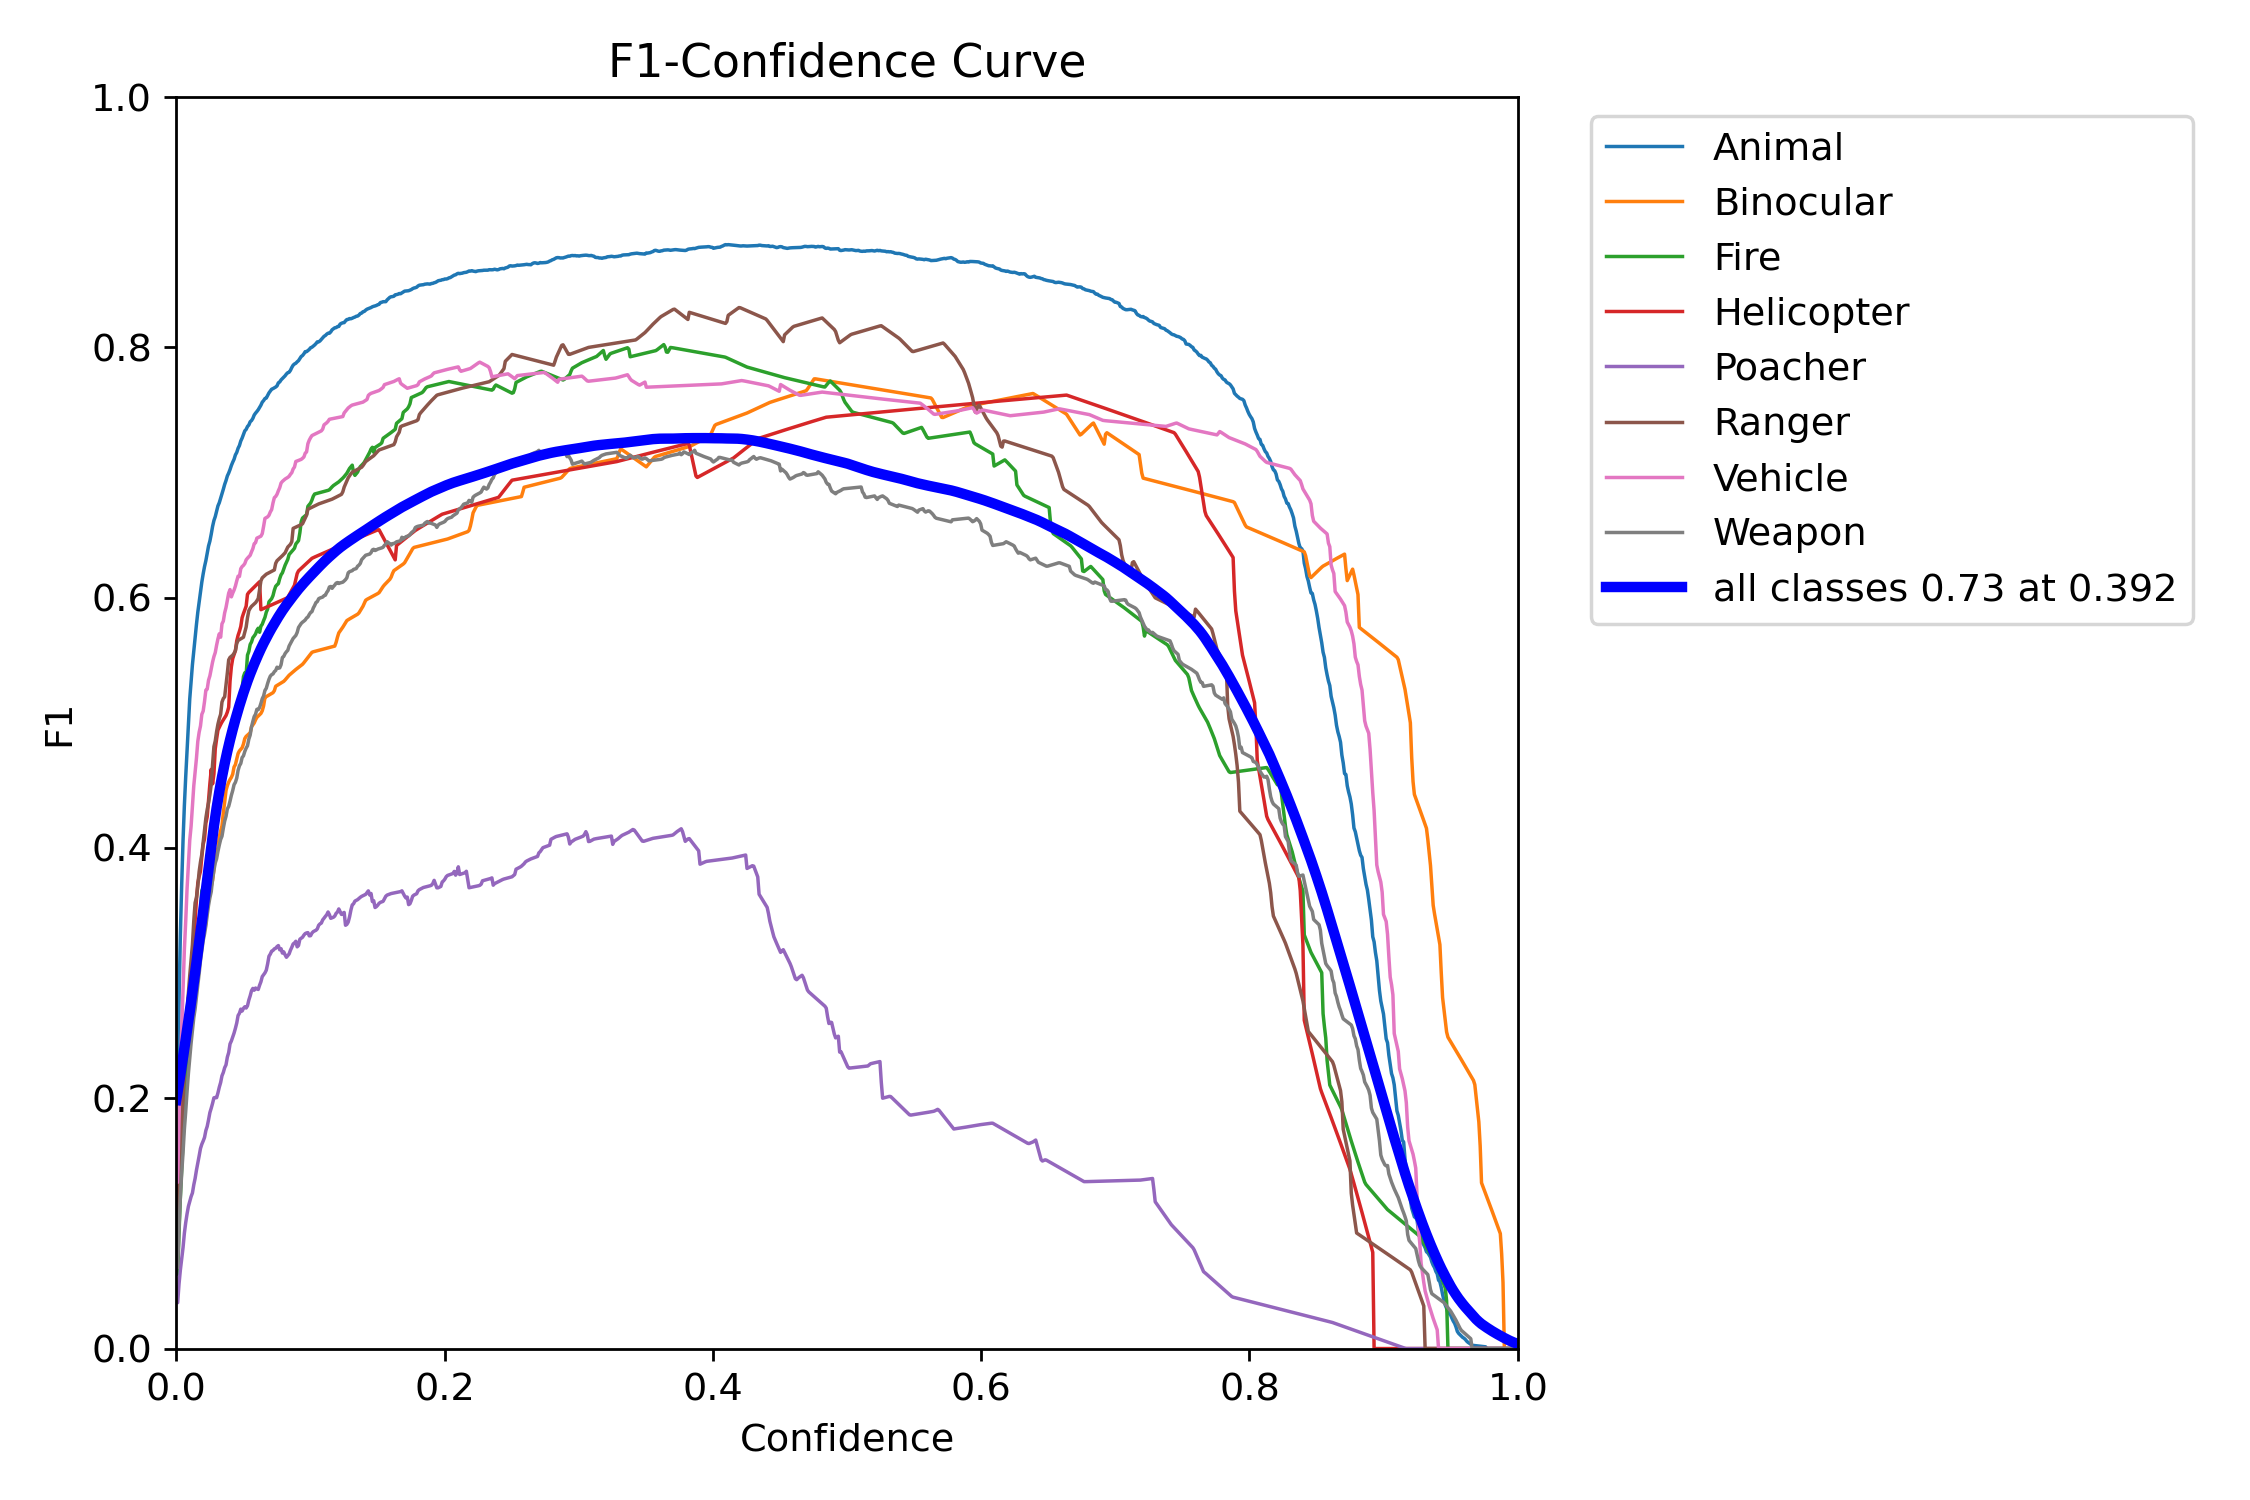 F1-Confidence Curve
1.0
0.8
0.6
0.4
0.2
0.0
F1
0.0 0.2 0.4 0.6 0.8 1.0
Confidence
Animal
Binocular
Fire
Helicopter
Poacher
Ranger
Vehicle
Weapon
all classes 0.73 at 0.392